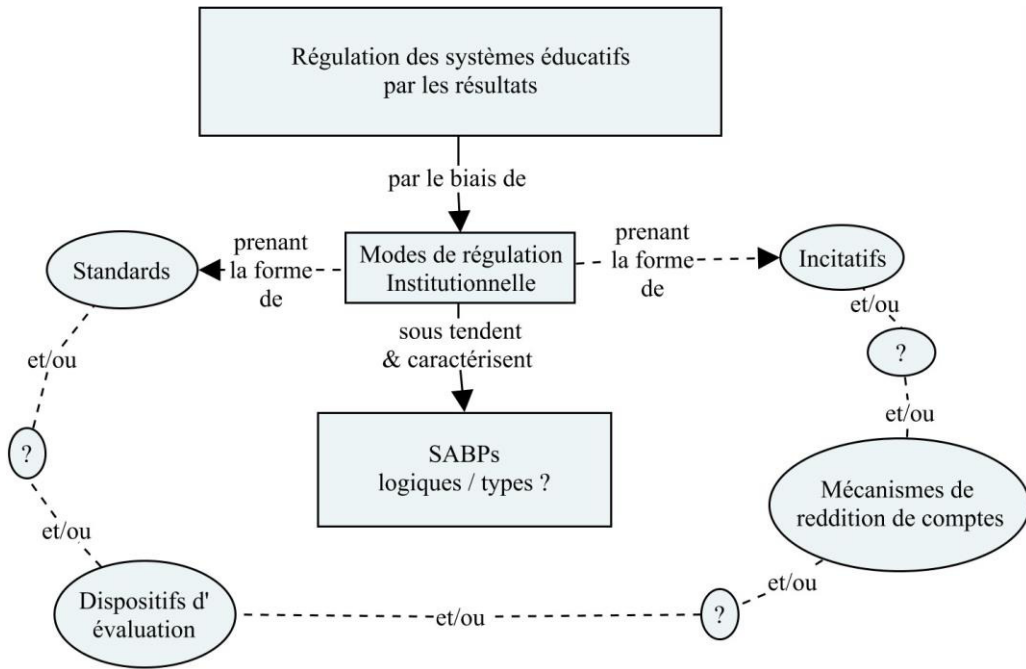 Régulation des systèmes éducatifs
par les résultats
par le biais de
prenant
la forme
de
Standards
Modes de régulation
Institutionnelle
prenant
la forme
de
Incitatifs
sous tendent
& caractérisent
et/ou
?
et/ou
et/ou
?
et/ou
SABPs
logiques / types ?
Mécanismes de
reddition de comptes
et/ou
Dispositifs d'
évaluation
et/ou
?
et/ou